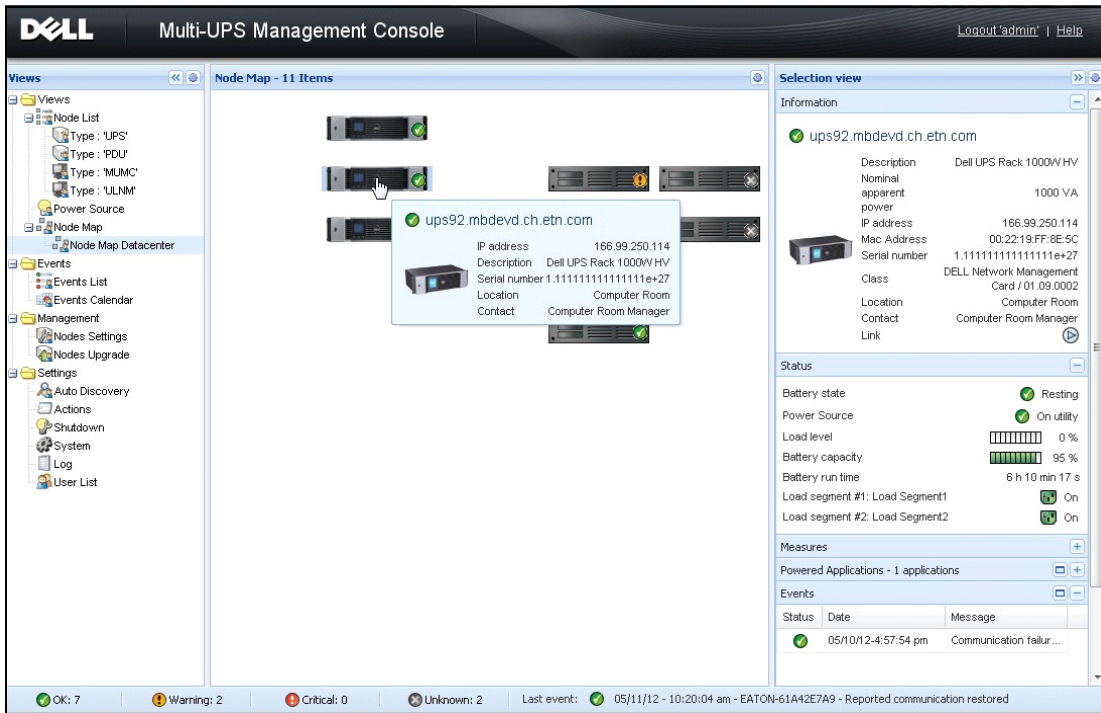 DELL Multi-UPS Management Console Logout 'admin' | Help
Views
Views
Node List
Type : 'UPS'
Type : 'PDU'
Type : 'MUMC'
Type : 'ULNM'
Power Source
Node Map
Node Map Datacenter
Events
Events List
Events Calendar
Management
Nodes Settings
Nodes Upgrade
Settings
Auto Discovery
Actions
Shutdown
System
Log
User List
Node Map - 11 Items
ups92.mbdevd.ch.etn.com
IP address 166.99.250.114
Description Dell UPS Rack 1000W HV
Serial number 1.111111111111111e+27
Location Computer Room
Contact Computer Room Manager
Selection view
Information
ups92.mbdevd.ch.etn.com
Description Dell UPS Rack 1000W HV
Nominal
apparent 1000 VA
power
IP address 166.99.250.114
Mac Address 00:22:19:FF:8E:5C
Serial number 1.111111111111111e+27
Class DELL Network Management
Card / 01.09.0002
Location Computer Room
Contact Computer Room Manager
Link
Status
Battery state Resting
Power Source On utility
Load level 0 %
Battery capacity 95 %
Battery run time 6 h 10 min 17 s
Load segment #1: Load Segment1 On
Load segment #2: Load Segment2 On
Measures
Powered Applications - 1 applications
Events
Status Date Message
05/10/12-4:57:54 pm Communication failur...
OK: 7 Warning: 2 Critical: 0 Unknown: 2 Last event: 05/11/12 - 10:20:04 am - EATON-61A42E7A9 - Reported communication restored